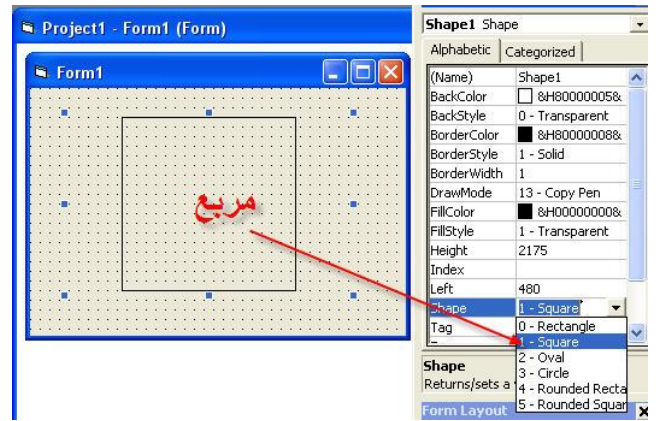 Project1 - Form1 (Form)
Form1
مربع
Shape1 Shape
Alphabetic Categorized
(Name) Shape1
BackColor &H80000005&
BackStyle 0 - Transparent
BorderColor &H80000008&
BorderStyle 1 - Solid
BorderWidth 1
DrawMode 13 - Copy Pen
FillColor &H00000000&
FillStyle 1 - Transparent
Height 2175
Index
Left 480
Shape 1 - Square
Tag 0 - Rectangle
1 - Square
2 - Oval
3 - Circle
4 - Rounded Recta
5 - Rounded Squar
Shape
Returns/sets a
Form Layout